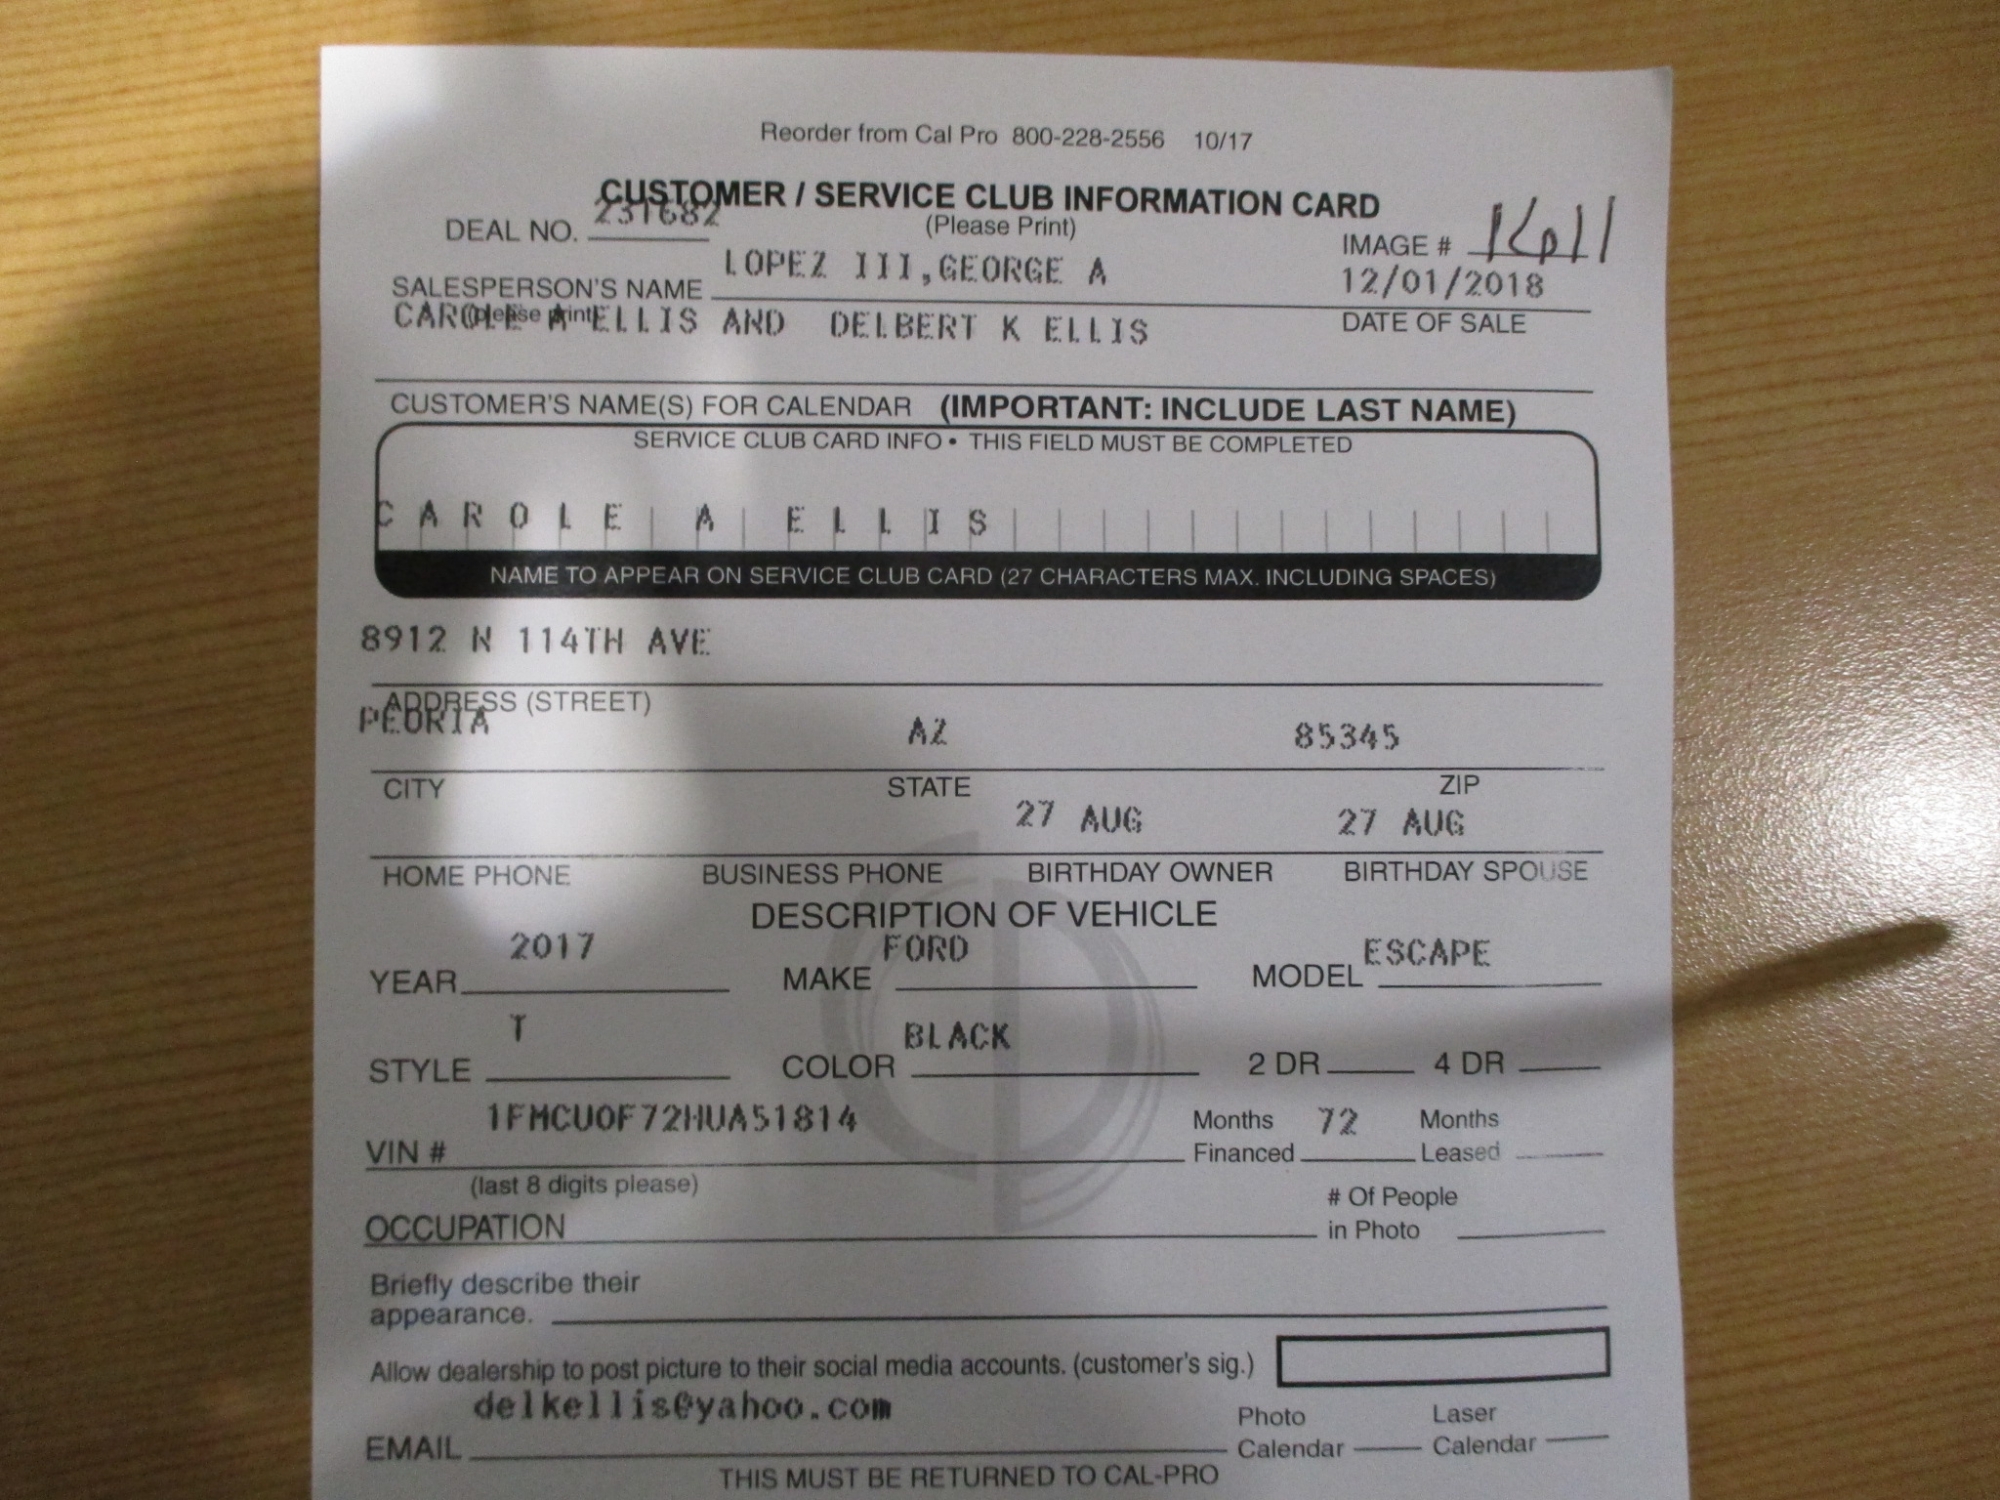 Reorder from Cal Pro 800-228-2556 10/17
CUSTOMER / SERVICE CLUB INFORMATION CARD
DEAL NO. 231682 (Please Print) IMAGE #
LOPEZ III,GEORGE A 12/01/2018
SALESPERSON'S NAME DATE OF SALE
(please print)
CAROLE A ELLIS AND DELBERT K ELLIS
CUSTOMER'S NAME(S) FOR CALENDAR (IMPORTANT: INCLUDE LAST NAME)
SERVICE CLUB CARD INFO • THIS FIELD MUST BE COMPLETED
CAROLE A ELLIS
NAME TO APPEAR ON SERVICE CLUB CARD (27 CHARACTERS MAX. INCLUDING SPACES)
8912 N 114TH AVE
ADDRESS (STREET)
PEORIA AZ 85345
CITY STATE ZIP
27 AUG 27 AUG
HOME PHONE BUSINESS PHONE BIRTHDAY OWNER BIRTHDAY SPOUSE
DESCRIPTION OF VEHICLE
2017 FORD ESCAPE
YEAR MAKE MODEL
T BLACK
STYLE COLOR 2 DR 4 DR
1FMCU0F72HUA51814 Months 72 Months
VIN # Financed Leased
(last 8 digits please) # Of People
OCCUPATION in Photo
Briefly describe their
appearance.
Allow dealership to post picture to their social media accounts. (customer's sig.)
delkellis@yahoo.com Photo Laser
EMAIL Calendar Calendar
THIS MUST BE RETURNED TO CAL-PRO